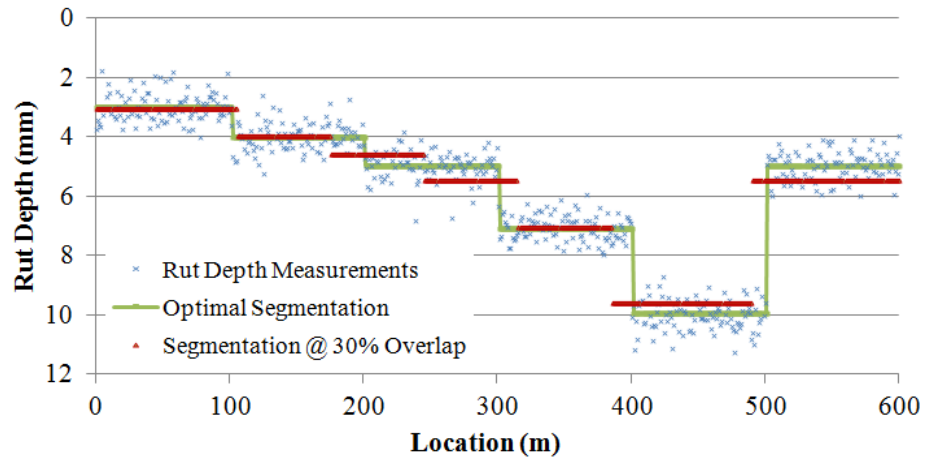 0
2
4
6
8
10
12
Rut Depth (mm)
Rut Depth Measurements
Optimal Segmentation
Segmentation @ 30% Overlap
0 100 200 300 400 500 600
Location (m)